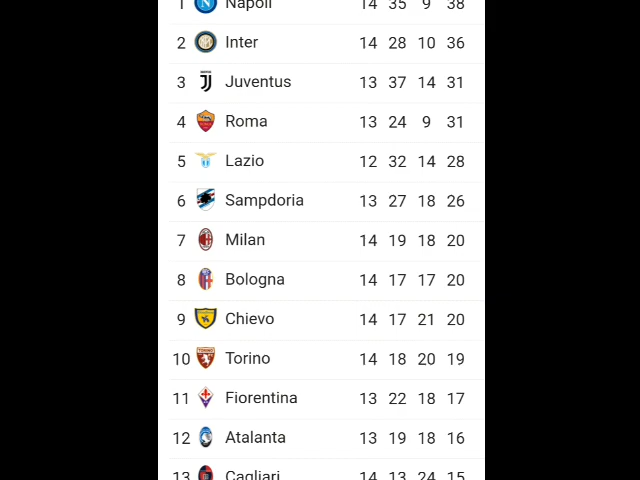 1 Napoli 14 35 9 38
2 Inter 14 28 10 36
3 Juventus 13 37 14 31
4 Roma 13 24 9 31
5 Lazio 12 32 14 28
6 Sampdoria 13 27 18 26
7 Milan 14 19 18 20
8 Bologna 14 17 17 20
9 Chievo 14 17 21 20
10 Torino 14 18 20 19
11 Fiorentina 13 22 18 17
12 Atalanta 13 19 18 16
13 Cagliari 14 13 24 15